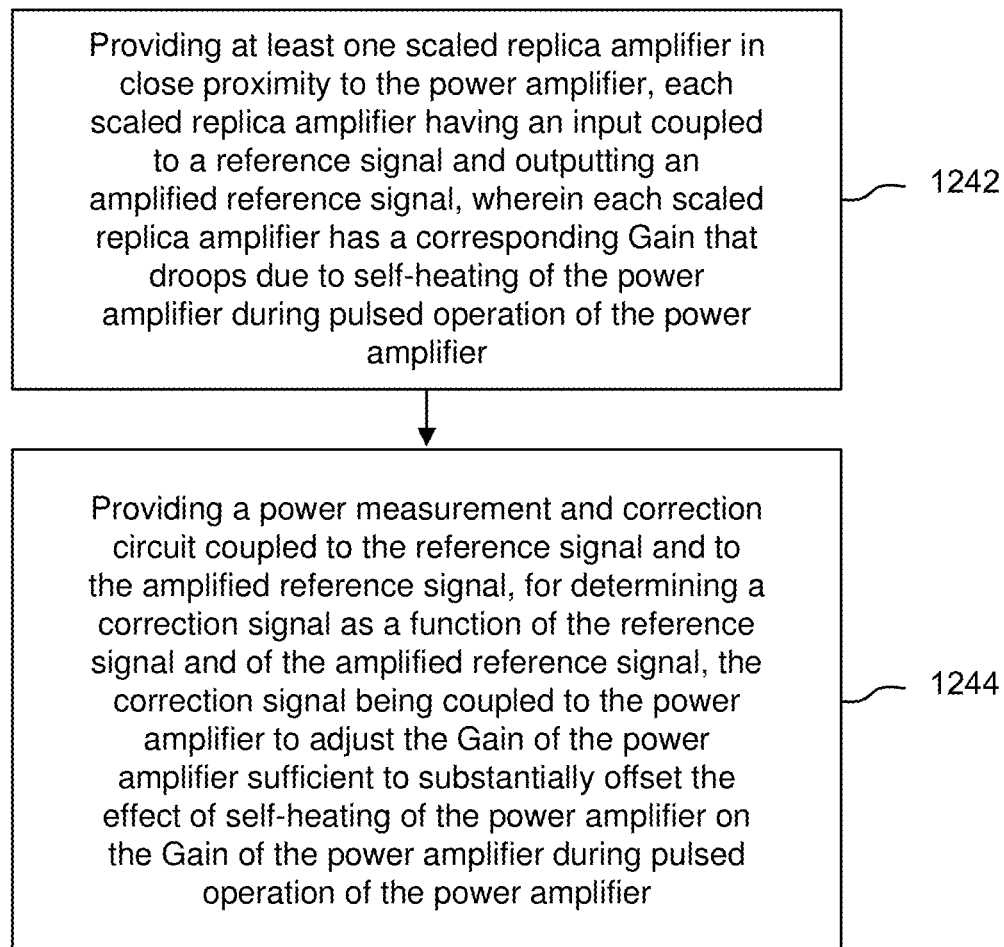 Providing at least one scaled replica amplifier in
close proximity to the power amplifier, each
scaled replica amplifier having an input coupled
to a reference signal and outputting an
amplified reference signal, wherein each scaled
replica amplifier has a corresponding Gain that
droops due to self-heating of the power
amplifier during pulsed operation of the power
amplifier
1242
Providing a power measurement and correction
circuit coupled to the reference signal and to
the amplified reference signal, for determining a
correction signal as a function of the reference
signal and of the amplified reference signal, the
correction signal being coupled to the power
amplifier to adjust the Gain of the power
amplifier sufficient to substantially offset the
effect of self-heating of the power amplifier on
the Gain of the power amplifier during pulsed
operation of the power amplifier
1244